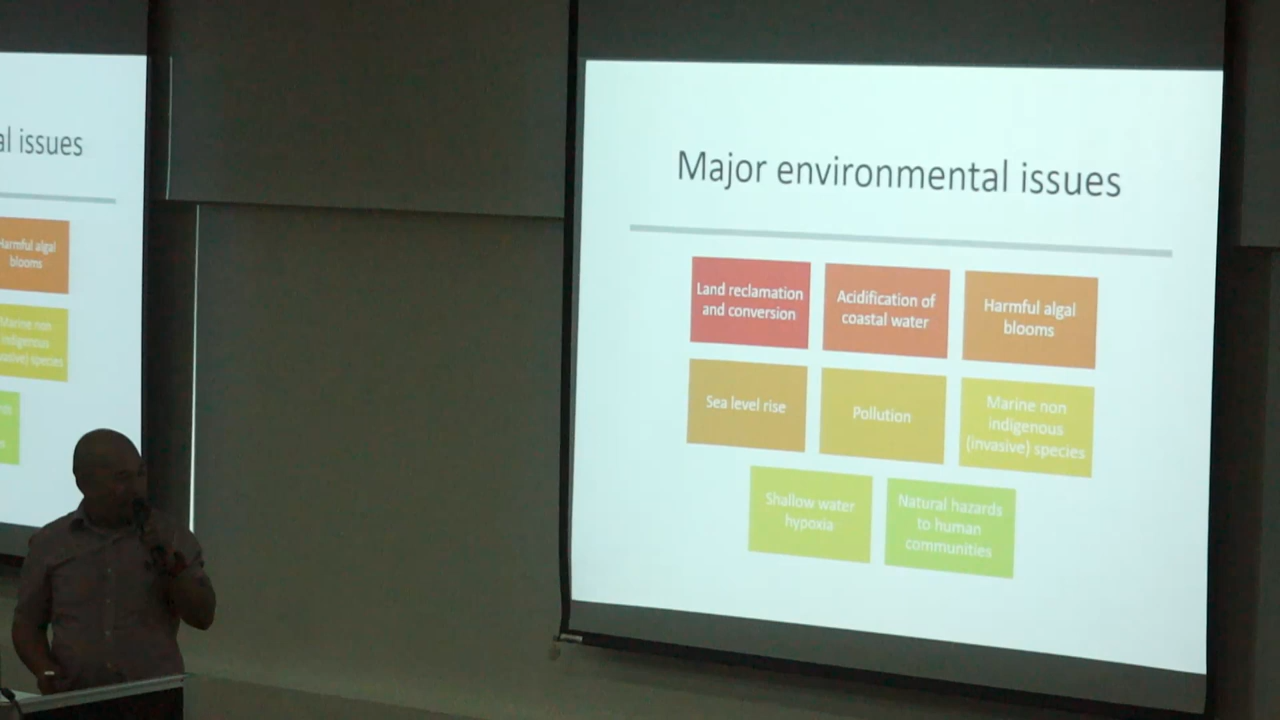 al issues
Harmful algal
blooms
Marine non
indigenous
species
Major environmental issues
Land reclamation
and conversion
Acidification of
coastal water
Harmful algal
blooms
Sea level rise
Pollution
Marine non
indigenous
(invasive) species
Shallow water
hypoxia
Natural hazards
to human
communities